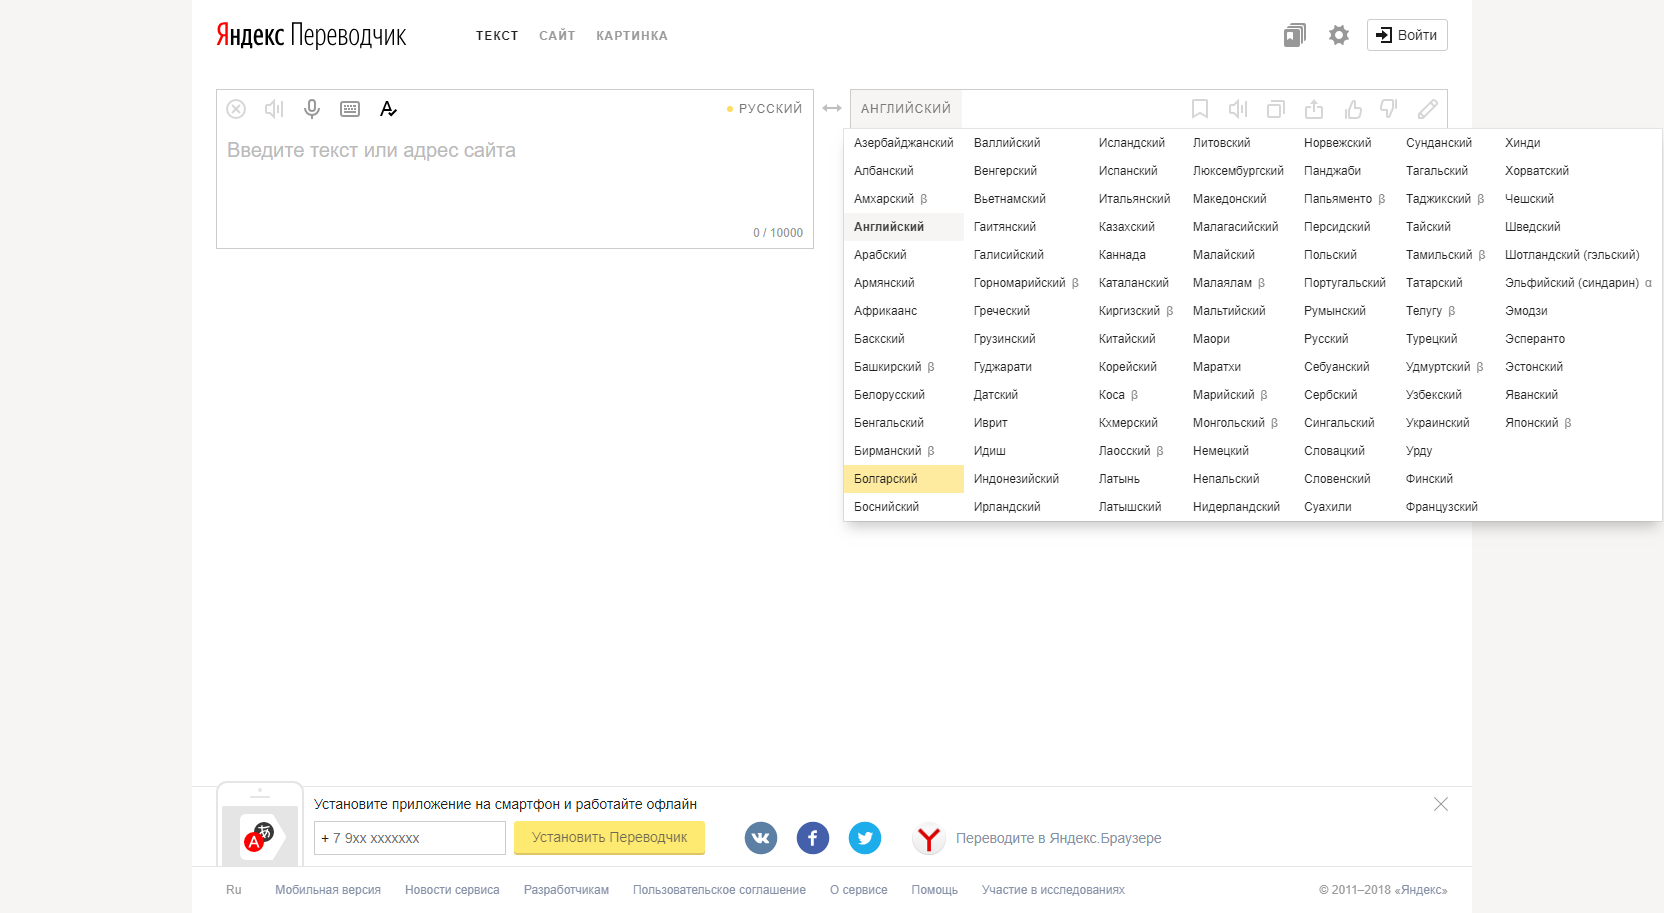 Яндекс Переводчик
ТЕКСТ САЙТ КАРТИНКА
Войти
РУССКИЙ
АНГЛИЙСКИЙ
Введите текст или адрес сайта
0 / 10000
Азербайджанский Валлийский Исландский Литовский Норвежский Сунданский Хинди
Албанский Венгерский Испанский Люксембургский Панджаби Тагальский Хорватский
Амхарский β Вьетнамский Итальянский Македонский Папьяменто β Таджикский β Чешский
Английский Гаитянский Казахский Малагасийский Персидский Тайский Шведский
Арабский Галисийский Каннада Малайский Польский Тамильский β Шотландский (гэльский)
Армянский Горномарийский β Каталанский Малаялам β Португальский Татарский Эльфийский (синдарин) α
Африкаанс Греческий Киргизский β Мальтийский Румынский Телугу β Эмодзи
Баскский Грузинский Китайский Маори Русский Турецкий Эсперанто
Башкирский β Гуджарати Корейский Маратхи Себуанский Удмуртский β Эстонский
Белорусский Датский Коса β Марийский β Сербский Узбекский Яванский
Бенгальский Иврит Кхмерский Монгольский β Сингальский Украинский Японский β
Бирманский β Идиш Лаосский β Немецкий Словацкий Урду
Болгарский Индонезийский Латынь Непальский Словенский Финский
Боснийский Ирландский Латышский Нидерландский Суахили Французский
Установите приложение на смартфон и работайте офлайн
+ 7 9xx xxxxxxx
Установить Переводчик
Переводите в Яндекс.Браузере
Ru Мобильная версия Новости сервиса Разработчикам Пользовательское соглашение О сервисе Помощь Участие в исследованиях © 2011–2018 «Яндекс»